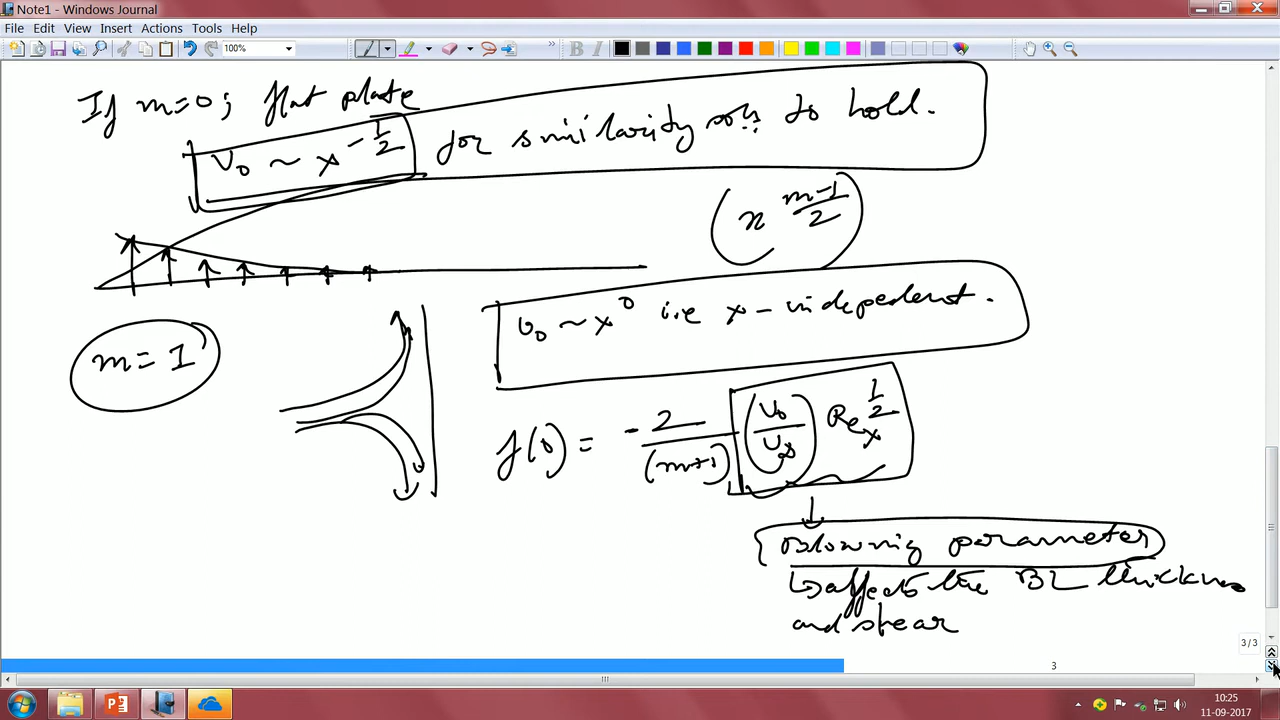 Note1 - Windows Journal
File Edit View Insert Actions Tools Help
100%
B I
If m=0; flat plate
v₀ ~ x^(-1/2) for similarity solns to hold.
(x^((m-1)/2))
v₀ ~ x⁰ i.e x-independent.
m = 1
f(0) = -2/(m+1) (v₀/U∞) Reₓ^(1/2)
Blowing parameter
↳ affects the BL thickness
and shear
3/3
3
10:25
11-09-2017